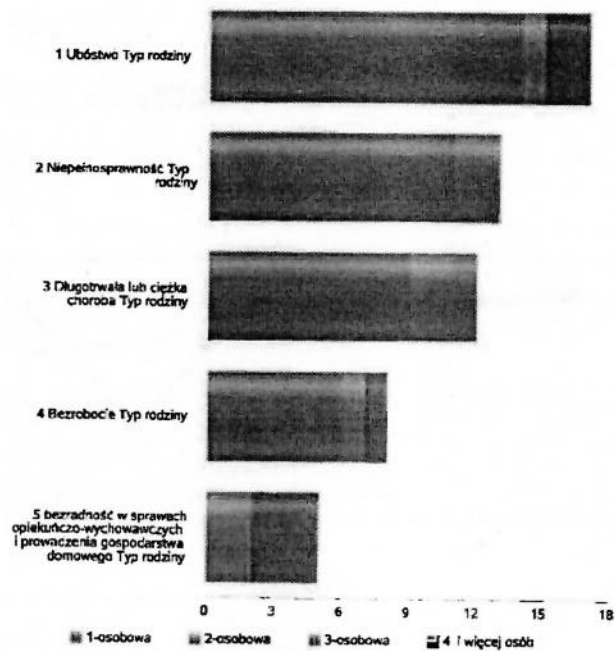 1 Ubóstwo Typ rodziny
2 Niepełnosprawność Typ
rodziny
3 Długotrwała lub ciężka
choroba Typ rodziny
4 Bezrobocie Typ rodziny
5 bezradność w sprawach
opiekuńczo-wychowawczych
i prowadzenia gospodarstwa
domowego Typ rodziny
0 3 6 9 12 15 18
1-osobowa 2-osobowa 3-osobowa 4 i więcej osób